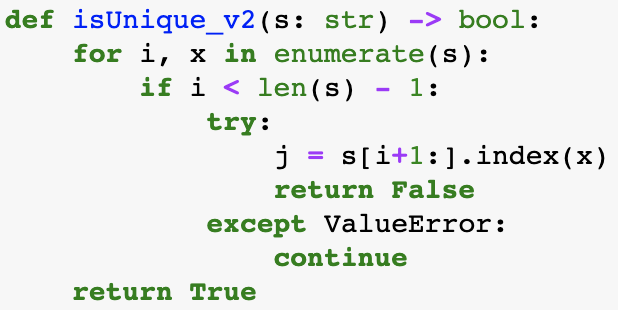 def isUnique_v2(s: str) -> bool:
    for i, x in enumerate(s):
        if i < len(s) - 1:
            try:
                j = s[i+1:].index(x)
                return False
            except ValueError:
                continue
    return True